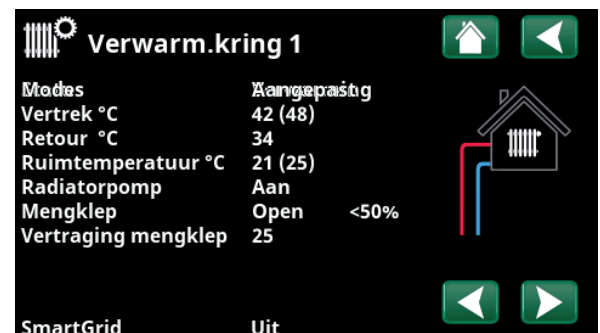 Verwarm.kring 1
Modes
Vertrek °C 42 (48)
Retour °C 34
Ruimtemperatuur °C 21 (25)
Radiatorpomp Aan
Mengklep Open <50%
Vertraging mengklep 25
SmartGrid Uit